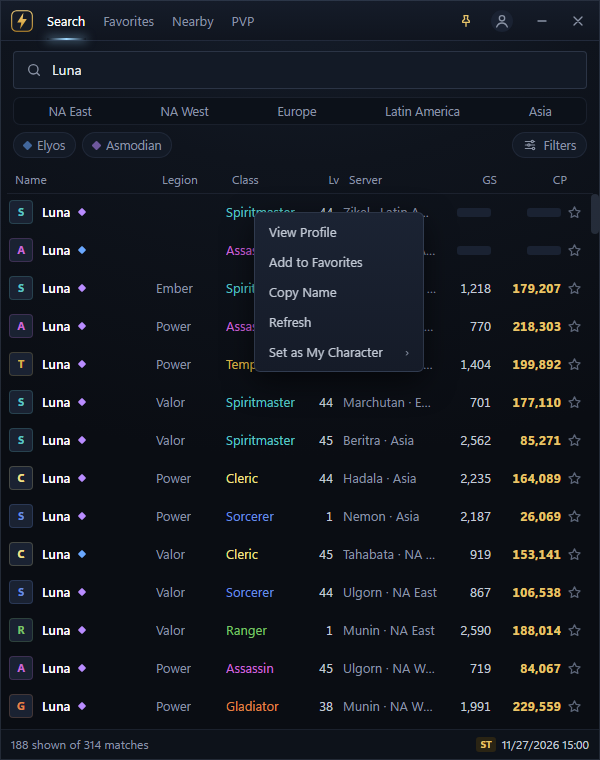 Search Favorites Nearby PVP
Luna
NA East NA West Europe Latin America Asia
Elyos Asmodian Filters
Name Legion Class Lv Server GS CP
S Luna Spiritmaster 44 Zikel · Latin A...
A Luna
S Luna Ember 1,218 179,207
A Luna Power 770 218,303
T Luna Power 1,404 199,892
View Profile
Add to Favorites
Copy Name
Refresh
Set as My Character ›
S Luna Valor Spiritmaster 44 Marchutan · E... 701 177,110
S Luna Valor Spiritmaster 45 Beritra · Asia 2,562 85,271
C Luna Power Cleric 44 Hadala · Asia 2,235 164,089
S Luna Power Sorcerer 1 Nemon · Asia 2,187 26,069
C Luna Valor Cleric 45 Tahabata · NA ... 919 153,141
S Luna Valor Sorcerer 44 Ulgorn · NA East 867 106,538
R Luna Valor Ranger 1 Munin · NA East 2,590 188,014
A Luna Power Assassin 45 Ulgorn · NA W... 719 84,067
G Luna Power Gladiator 38 Munin · NA W... 1,991 229,559
188 shown of 314 matches ST 11/27/2026 15:00